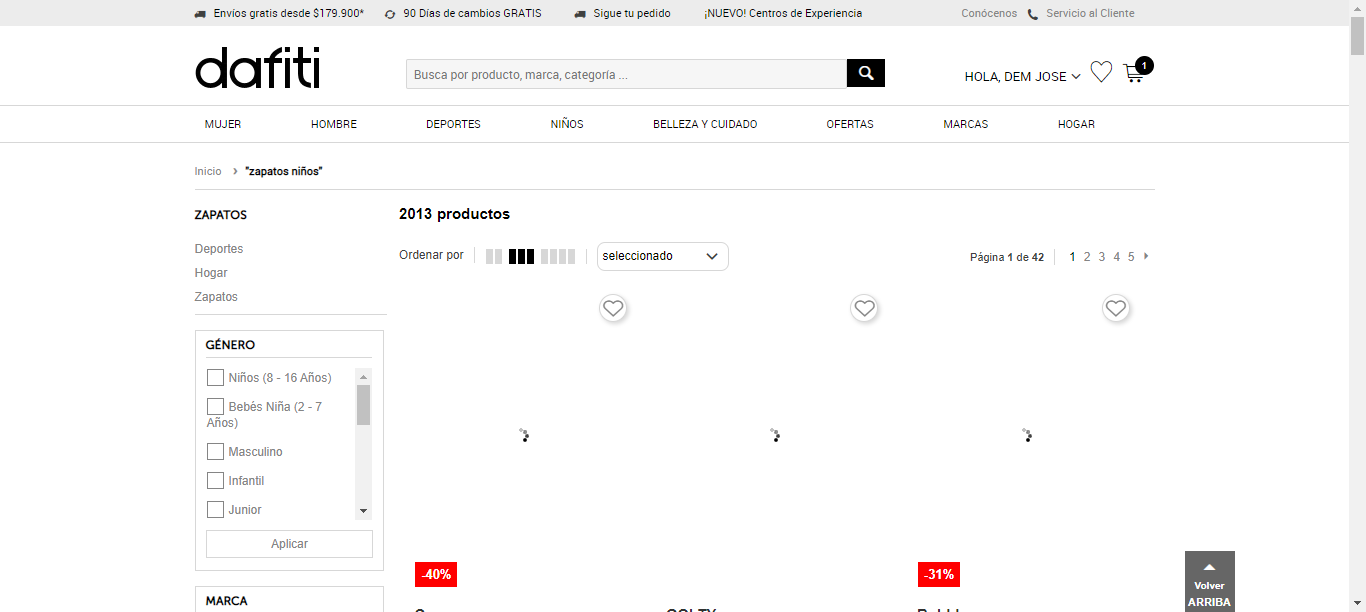 Envíos gratis desde $179.900* 90 Días de cambios GRATIS Sigue tu pedido ¡NUEVO! Centros de Experiencia Conócenos Servicio al Cliente
dafiti
Busca por producto, marca, categoría ...
HOLA, DEM JOSE
1
MUJER HOMBRE DEPORTES NIÑOS BELLEZA Y CUIDADO OFERTAS MARCAS HOGAR
Inicio › "zapatos niños"
ZAPATOS
Deportes
Hogar
Zapatos
GÉNERO
Niños (8 - 16 Años)
Bebés Niña (2 - 7
Años)
Masculino
Infantil
Junior
Aplicar
MARCA
2013 productos
Ordenar por
seleccionado
Página 1 de 42 1 2 3 4 5
-40%
-31%
Volver
ARRIBA